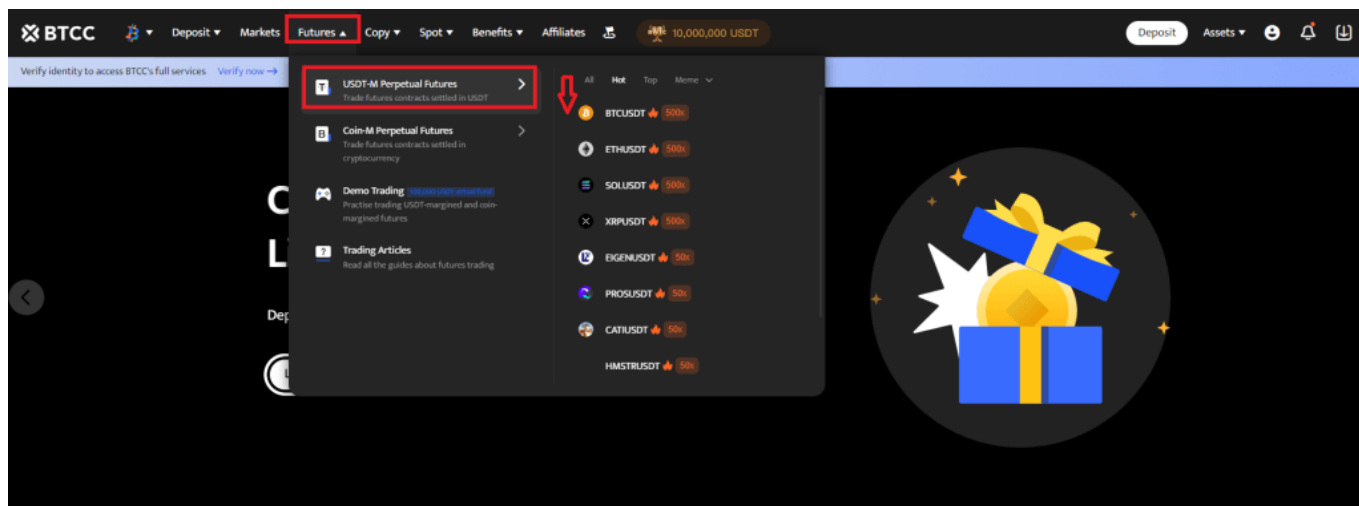 BTCC
Deposit
Markets
Futures
Copy
Spot
Benefits
Affiliates
10,000,000 USDT
Deposit
Assets
Verify identity to access BTCC's full services Verify now →
USDT-M Perpetual Futures
Trade futures contracts settled in USDT
Coin-M Perpetual Futures
Trade futures contracts settled in
cryptocurrency
Demo Trading
Practise trading USDT-margined and coin-
margined futures
Trading Articles
Read all the guides about futures trading
All Hot Top Meme
BTCUSDT 500x
ETHUSDT 500x
SOLUSDT 500x
XRPUSDT 500x
EIGENUSDT 50x
PROSUSDT 50x
CATIUSDT 50x
HMSTRUSDT 50x
C
Li
Dep
L